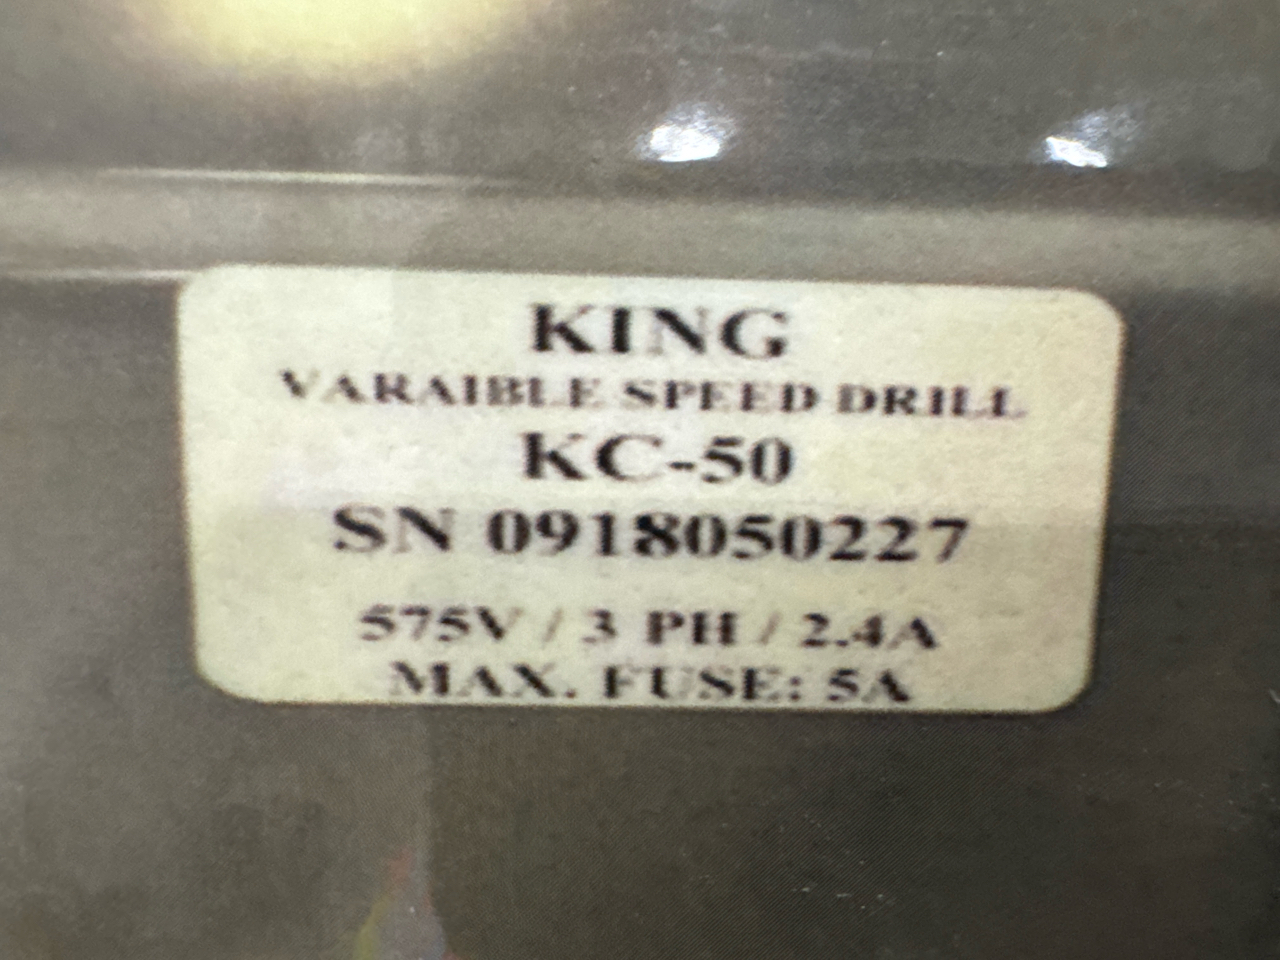 KING
VARAIBLE SPEED DRILL
KC-50
SN 0918050227
575V / 3 PH / 2.4A
MAX. FUSE: 5A